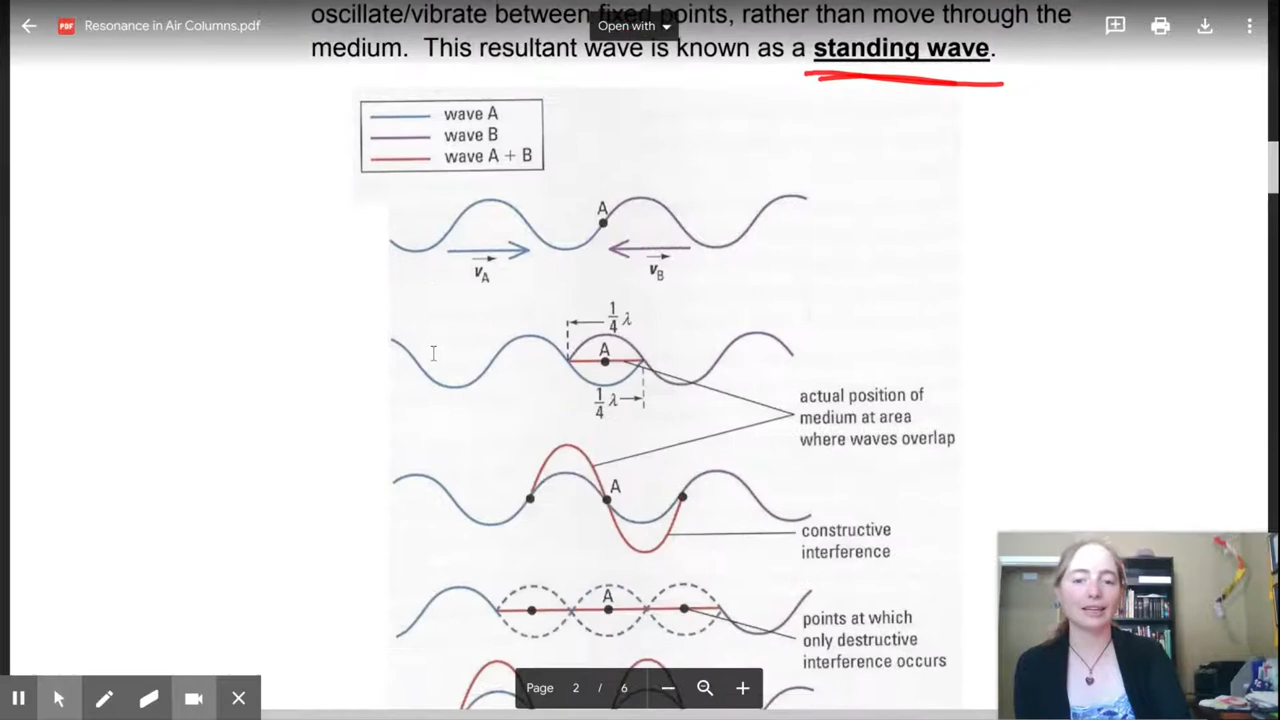 oscillate/vibrate between fixed points, rather than move through the
Resonance in Air Columns.pdf
Open with
medium. This resultant wave is known as a standing wave.
wave A
wave B
wave A + B
A
vA
vB
1/4 λ
A
1/4 λ
actual position of
medium at area
where waves overlap
A
constructive
interference
A
points at which
only destructive
interference occurs
Page 2 / 6